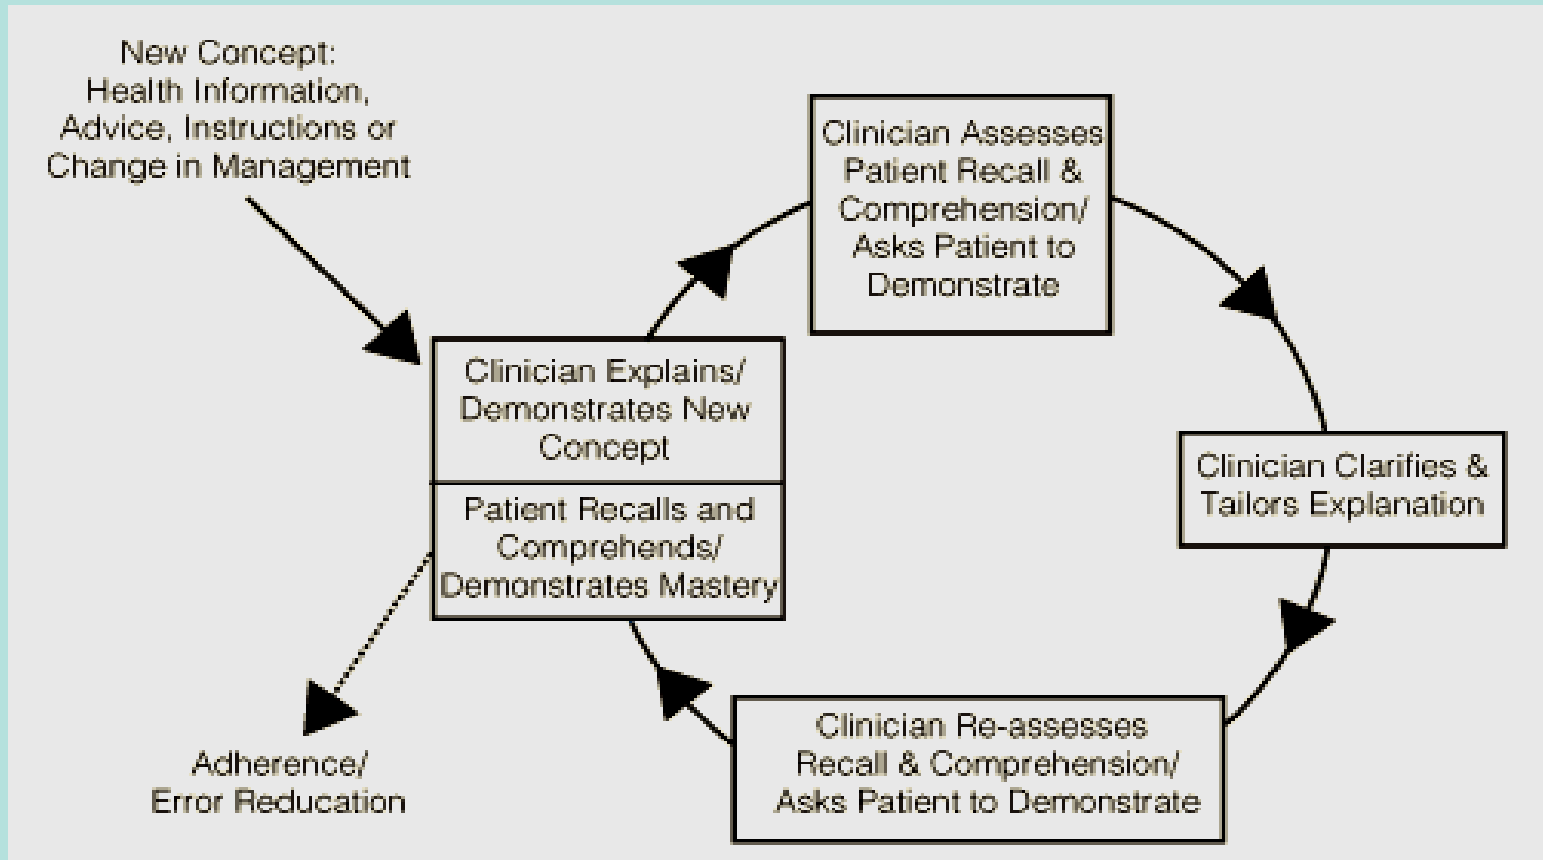 New Concept:
Health Information,
Advice, Instructions or
Change in Management
Clinician Explains/
Demonstrates New
Concept
Patient Recalls and
Comprehends/
Demonstrates Mastery
Adherence/
Error Reducation
Clinician Assesses
Patient Recall &
Comprehension/
Asks Patient to
Demonstrate
Clinician Clarifies &
Tailors Explanation
Clinician Re-assesses
Recall & Comprehension/
Asks Patient to Demonstrate